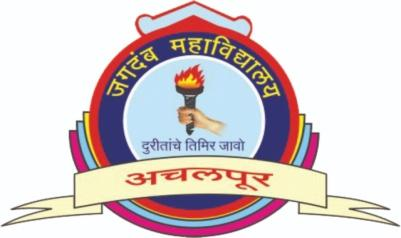 जगदंब महाविद्यालय
दुरीतांचे तिमिर जावो
अचलपूर